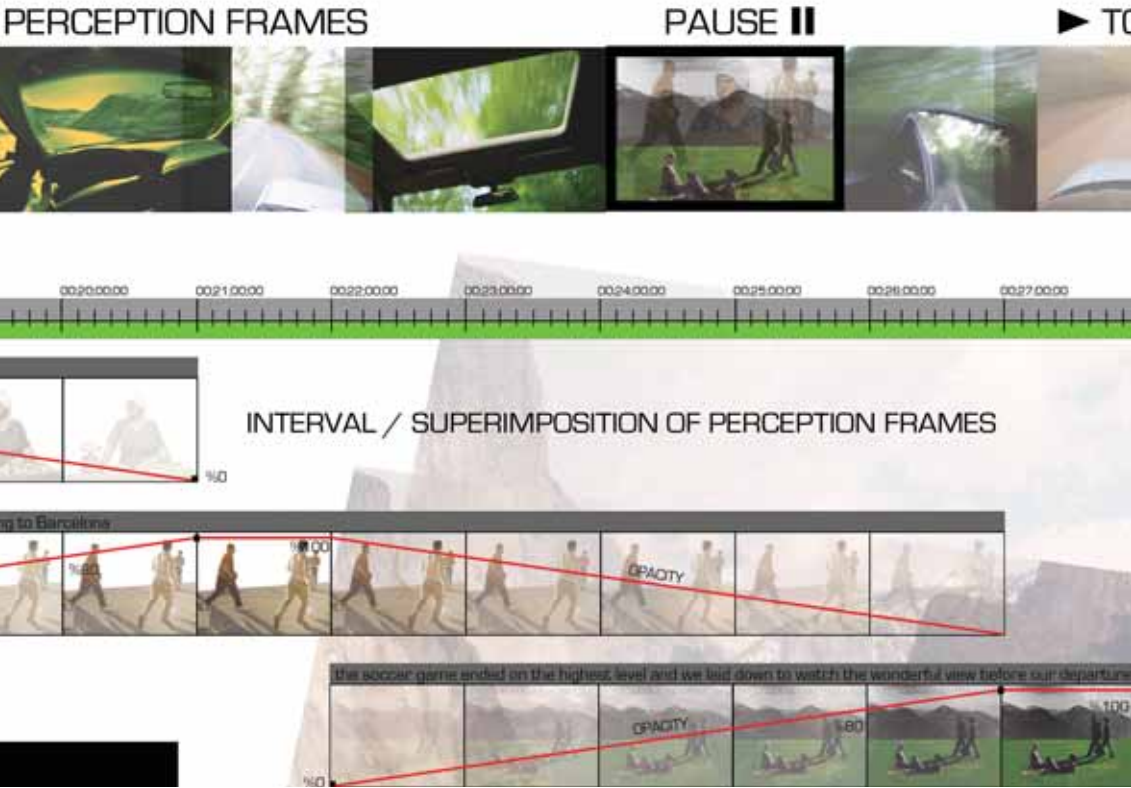 PERCEPTION FRAMES
PAUSE
TO
00:20:00:00 00:21:00:00 00:22:00:00 00:23:00:00 00:24:00:00 00:25:00:00 00:26:00:00 00:27:00:00
INTERVAL / SUPERIMPOSITION OF PERCEPTION FRAMES
%0
ng to Barcelona
%80
%100
OPACITY
the soccer game ended on the highest level and we laid down to watch the wonderful view before our departure
%100
%80
OPACITY
%0